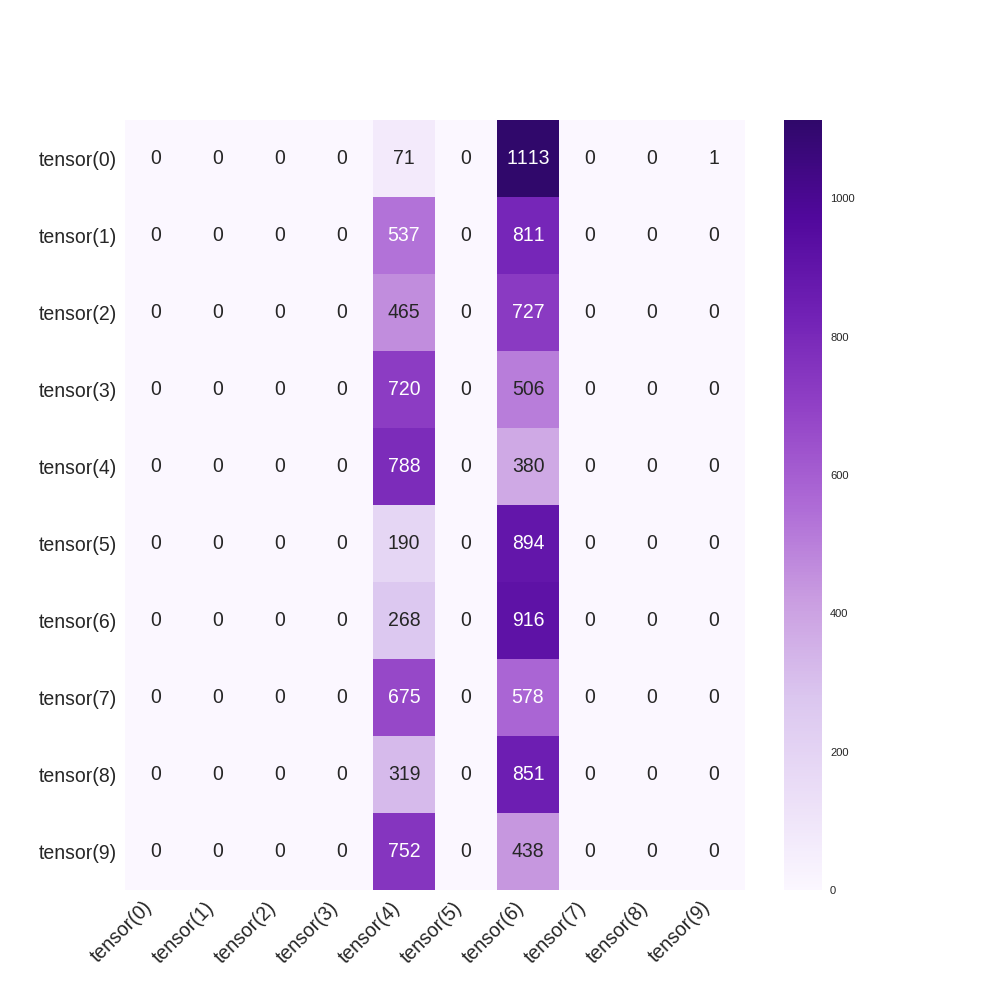 tensor(0) 0 0 0 0 71 0 1113 0 0 1
tensor(1) 0 0 0 0 537 0 811 0 0 0
tensor(2) 0 0 0 0 465 0 727 0 0 0
tensor(3) 0 0 0 0 720 0 506 0 0 0
tensor(4) 0 0 0 0 788 0 380 0 0 0
tensor(5) 0 0 0 0 190 0 894 0 0 0
tensor(6) 0 0 0 0 268 0 916 0 0 0
tensor(7) 0 0 0 0 675 0 578 0 0 0
tensor(8) 0 0 0 0 319 0 851 0 0 0
tensor(9) 0 0 0 0 752 0 438 0 0 0
tensor(0) tensor(1) tensor(2) tensor(3) tensor(4) tensor(5) tensor(6) tensor(7) tensor(8) tensor(9)
1000
800
600
400
200
0